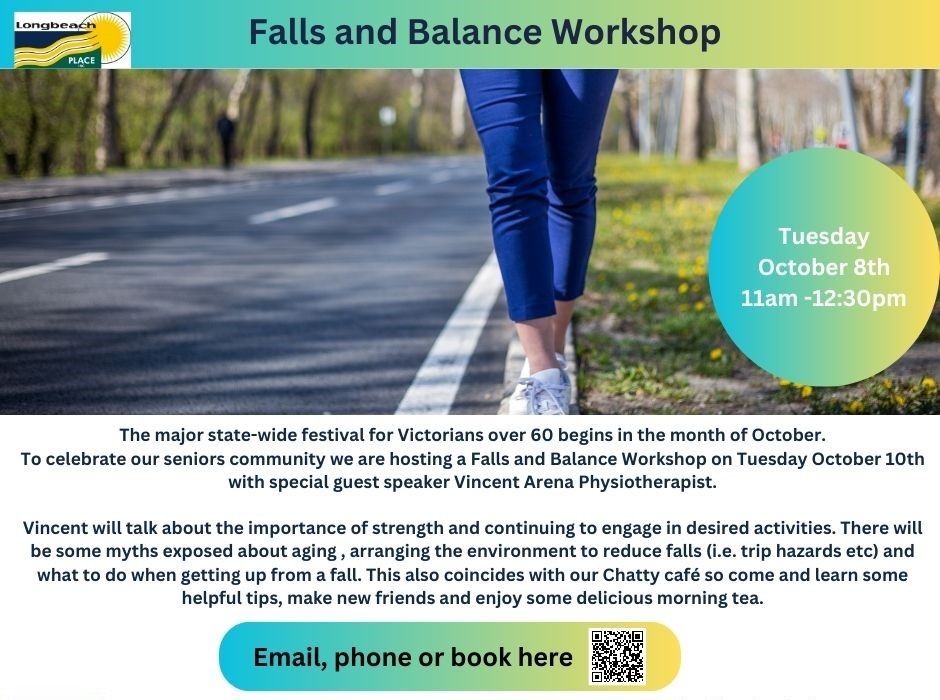 Longbeach
PLACE
INC
Falls and Balance Workshop
Tuesday
October 8th
11am -12:30pm
The major state-wide festival for Victorians over 60 begins in the month of October.
To celebrate our seniors community we are hosting a Falls and Balance Workshop on Tuesday October 10th
with special guest speaker Vincent Arena Physiotherapist.
Vincent will talk about the importance of strength and continuing to engage in desired activities. There will
be some myths exposed about aging , arranging the environment to reduce falls (i.e. trip hazards etc) and
what to do when getting up from a fall. This also coincides with our Chatty café so come and learn some
helpful tips, make new friends and enjoy some delicious morning tea.
Email, phone or book here